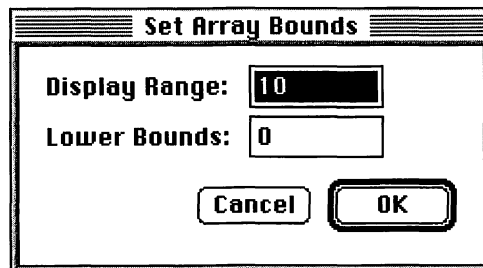 Set Array Bounds
Display Range: 10
Lower Bounds: 0
Cancel OK